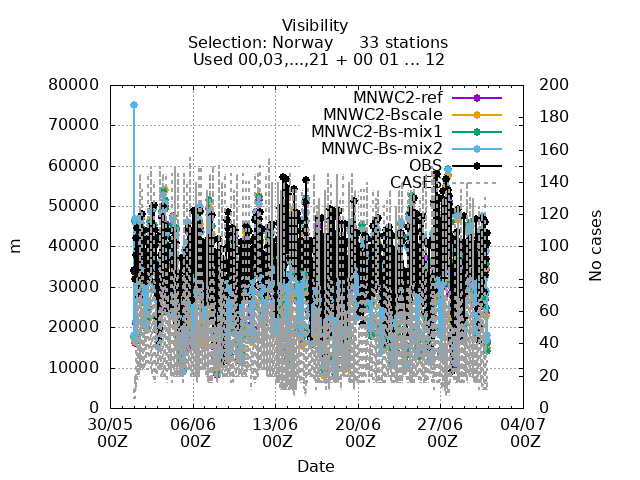 Visibility
Selection: Norway 33 stations
Used 00,03,...,21 + 00 01 ... 12
80000
70000
60000
50000
40000
30000
20000
10000
0
m
200
180
160
140
120
100
80
60
40
20
0
No cases
MNWC2-ref
MNWC2-Bscale
MNWC2-Bs-mix1
MNWC-Bs-mix2
OBS
CASES
30/05 06/06 13/06 20/06 27/06 04/07
00Z 00Z 00Z 00Z 00Z 00Z
Date